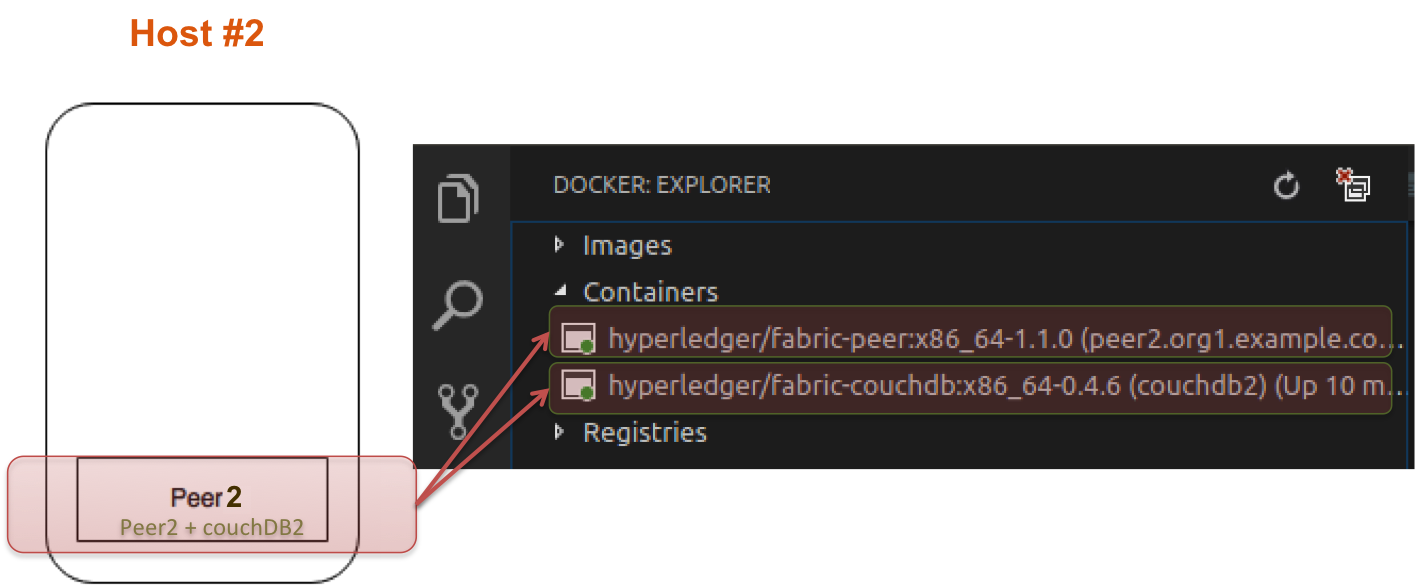 Host #2
DOCKER: EXPLORER
Images
Containers
hyperledger/fabric-peer:x86_64-1.1.0 (peer2.org1.example.co...
hyperledger/fabric-couchdb:x86_64-0.4.6 (couchdb2) (Up 10 m...
Registries
Peer 2
Peer2 + couchDB2